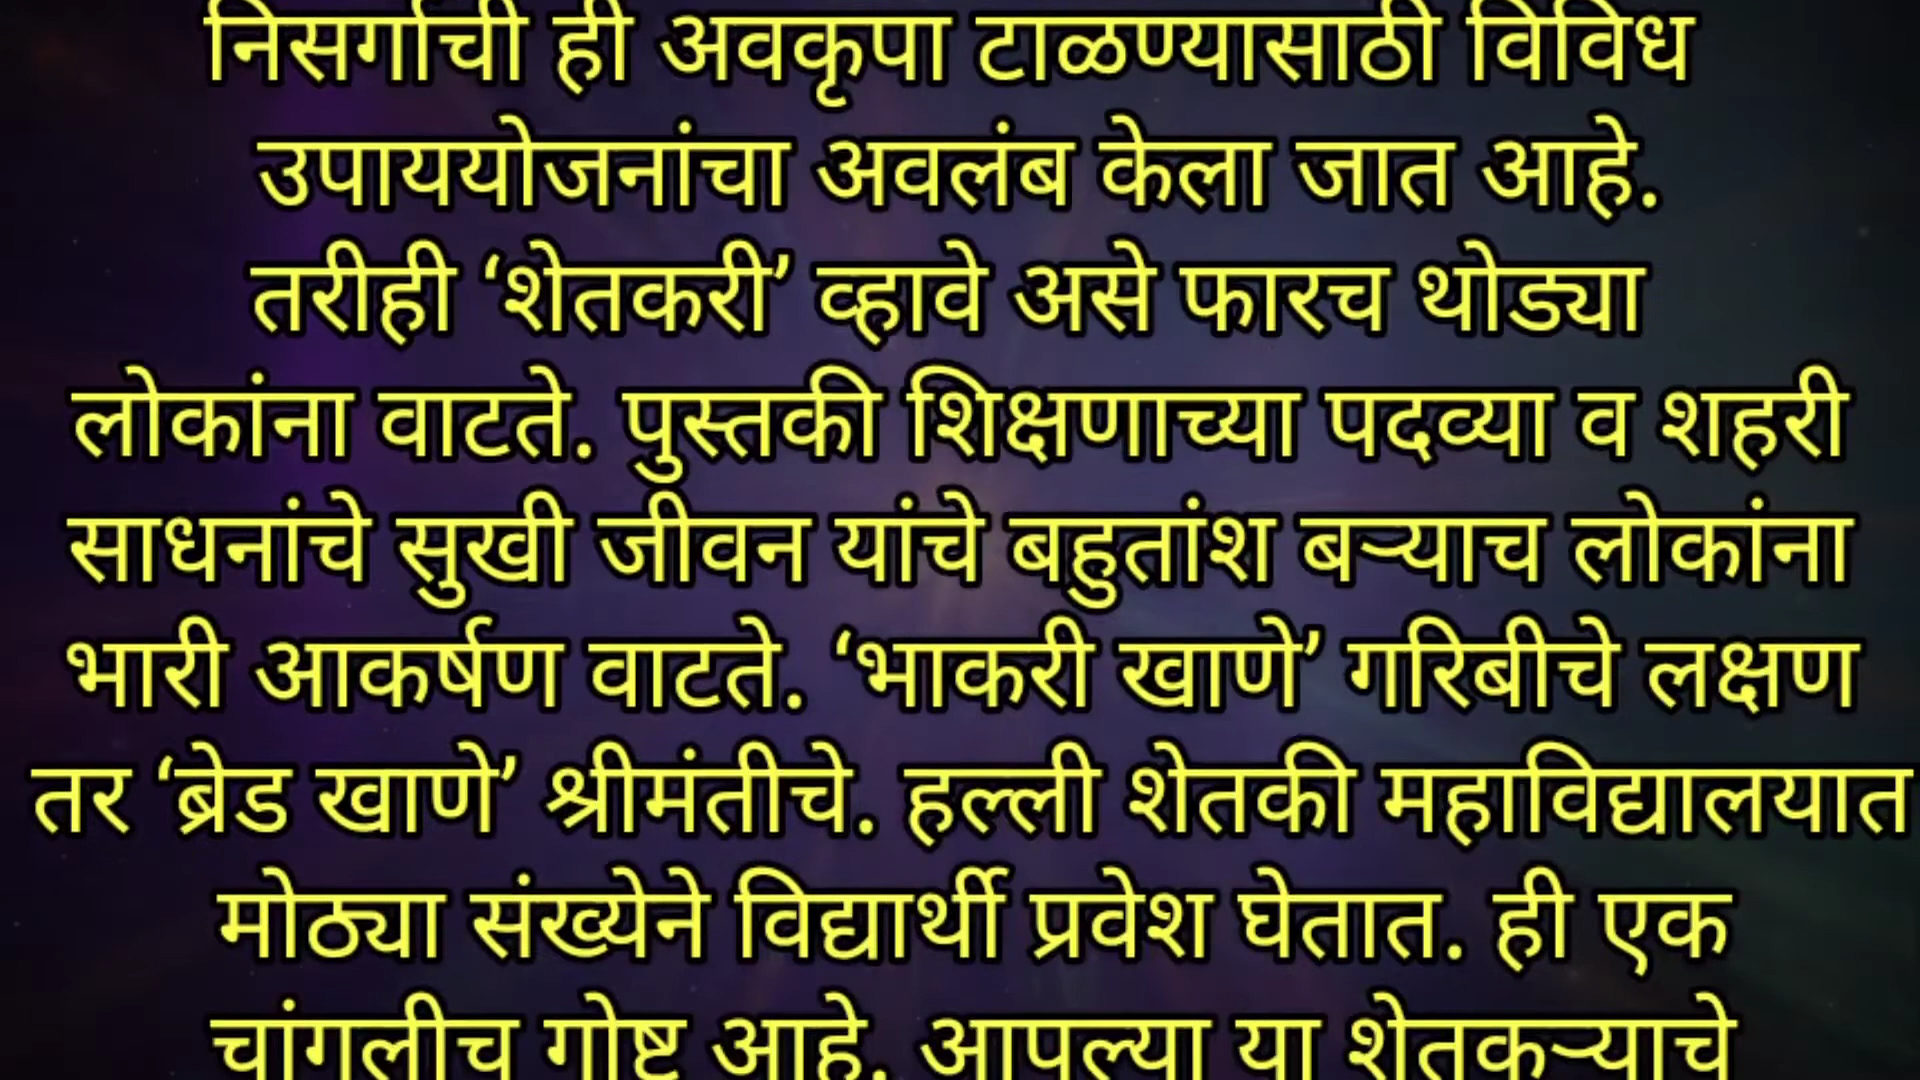 निसर्गाची ही अवकृपा टाळण्यासाठी विविध
उपाययोजनांचा अवलंब केला जात आहे.
तरीही ‘शेतकरी’ व्हावे असे फारच थोड्या
लोकांना वाटते. पुस्तकी शिक्षणाच्या पदव्या व शहरी
साधनांचे सुखी जीवन यांचे बहुतांश बऱ्याच लोकांना
भारी आकर्षण वाटते. ‘भाकरी खाणे’ गरिबीचे लक्षण
तर ‘ब्रेड खाणे’ श्रीमंतीचे. हल्ली शेतकी महाविद्यालयात
मोठ्या संख्येने विद्यार्थी प्रवेश घेतात. ही एक
चांगलीच गोष्ट आहे. आपल्या या शेतकऱ्याचे